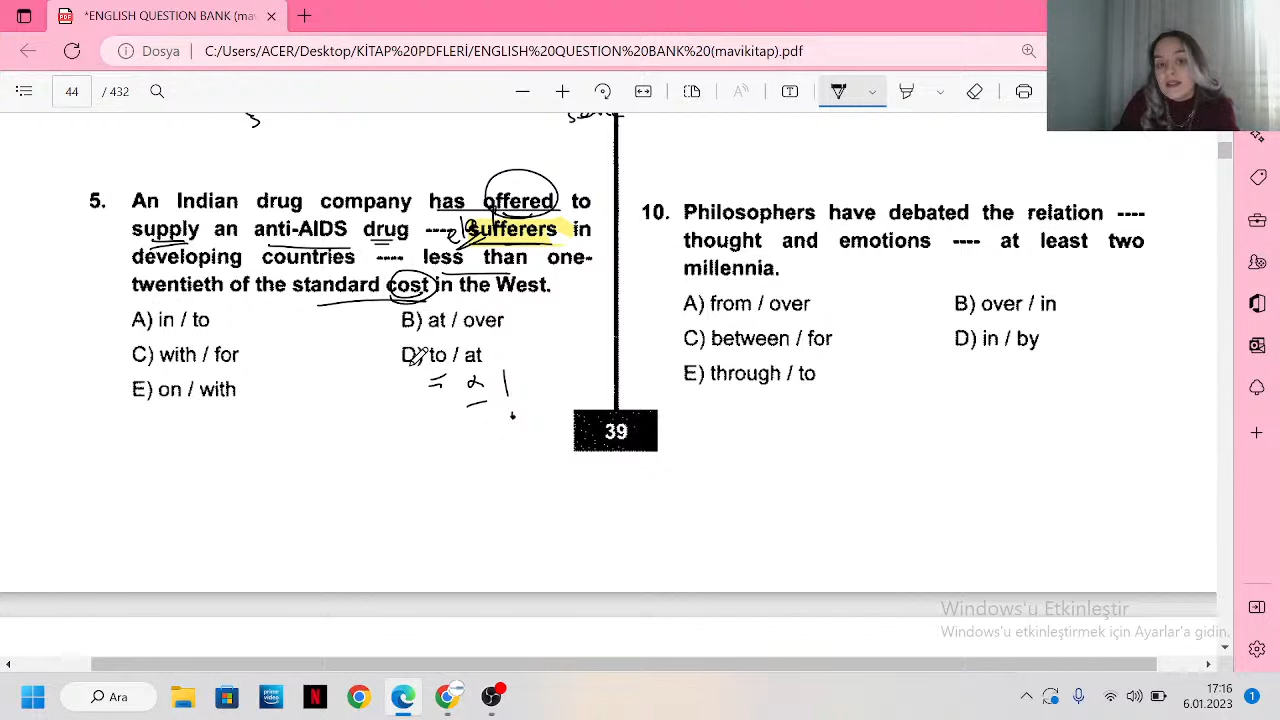 *ENGLISH QUESTION BANK (mavi
Dosya
C:/Users/ACER/Desktop/KİTAP%20PDFLERİ/ENGLISH%20QUESTION%20BANK%20(mavikitap).pdf
44 / 432
5. An Indian drug company has offered to
supply an anti-AIDS drug ---- sufferers in
developing countries ---- less than one-
twentieth of the standard cost in the West.
A) in / to
B) at / over
C) with / for
D) to / at
E) on / with
10. Philosophers have debated the relation ----
thought and emotions ---- at least two
millennia.
A) from / over
B) over / in
C) between / for
D) in / by
E) through / to
39
Windows'u Etkinleştir
Windows'u etkinleştirmek için Ayarlar'a gidin.
Ara
prime video
N
17:16
6.01.2023
1